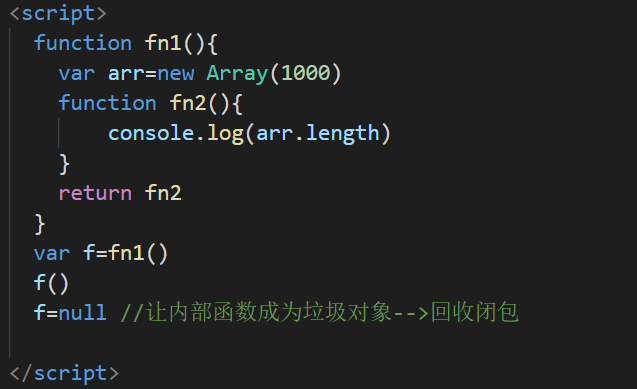 <script>
function fn1(){
var arr=new Array(1000)
function fn2(){
console.log(arr.length)
}
return fn2
}
var f=fn1()
f()
f=null //让内部函数成为垃圾对象-->回收闭包
</script>